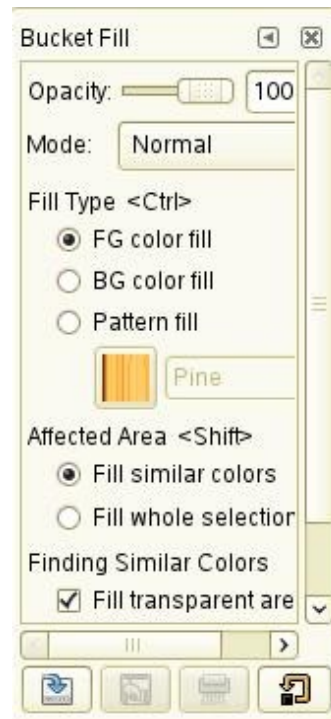 Bucket Fill
Opacity: 100
Mode: Normal
Fill Type <Ctrl>
FG color fill
BG color fill
Pattern fill
Pine
Affected Area <Shift>
Fill similar colors
Fill whole selection
Finding Similar Colors
Fill transparent are